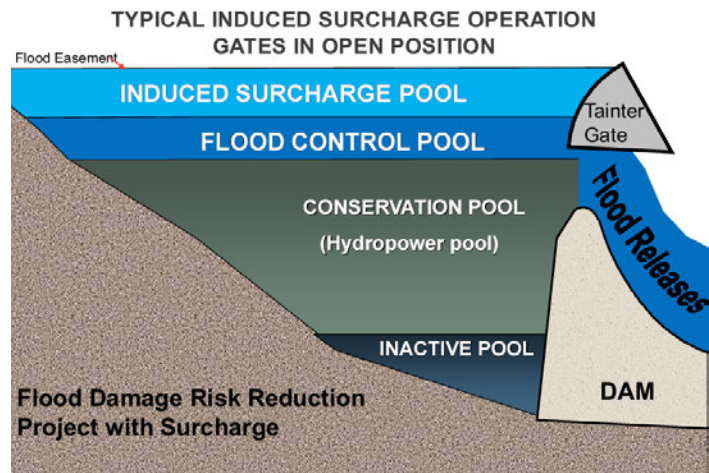 TYPICAL INDUCED SURCHARGE OPERATION
GATES IN OPEN POSITION
Flood Easement
INDUCED SURCHARGE POOL
Tainter
Gate
FLOOD CONTROL POOL
Flood Releases
CONSERVATION POOL
(Hydropower pool)
INACTIVE POOL
DAM
Flood Damage Risk Reduction
Project with Surcharge